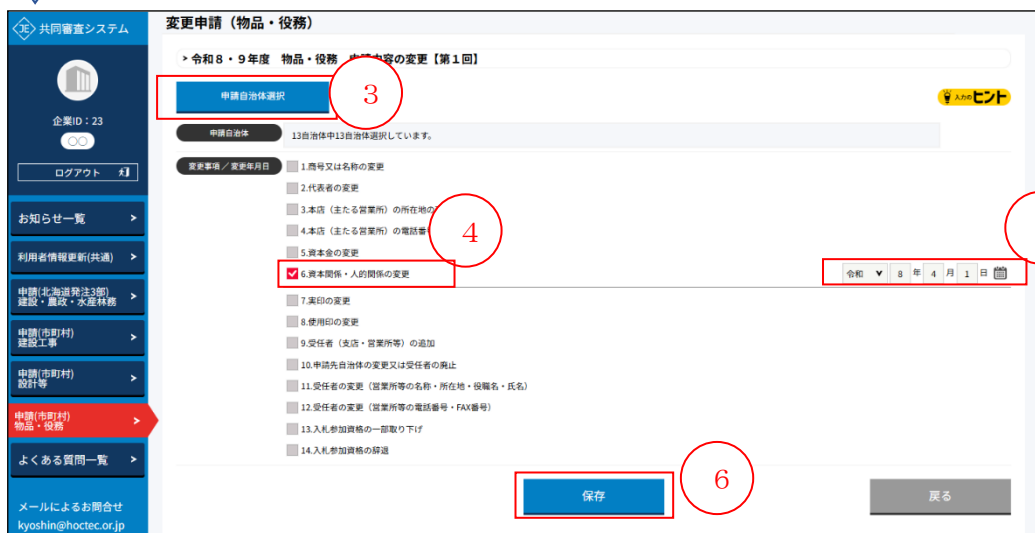 共同審査システム
企業ID：23
○○
ログアウト
お知らせ一覧 >
利用者情報更新(共通) >
申請(北海道発注3部)
建設・農政・水産林務 >
申請(市町村)
建設工事 >
申請(市町村)
設計等 >
申請(市町村)
物品・役務 >
よくある質問一覧 >
メールによるお問合せ
kyoshin@hoctec.or.jp
変更申請（物品・役務）
> 令和８・９年度　物品・役務　申請内容の変更【第１回】
申請自治体選択
3
入力のヒント
申請自治体 13自治体中13自治体選択しています。
変更事項／変更年月日 1.商号又は名称の変更
2.代表者の変更
3.本店（主たる営業所）の所在地の
4.本店（主たる営業所）の電話番号
4
5.資本金の変更
6.資本関係・人的関係の変更 令和 8 年 4 月 1 日
7.実印の変更
8.使用印の変更
9.受任者（支店・営業所等）の追加
10.申請先自治体の変更又は受任者の廃止
11.受任者の変更（営業所等の名称・所在地・役職名・氏名）
12.受任者の変更（営業所等の電話番号・FAX番号）
13.入札参加資格の一部取り下げ
14.入札参加資格の辞退
保存
6
戻る